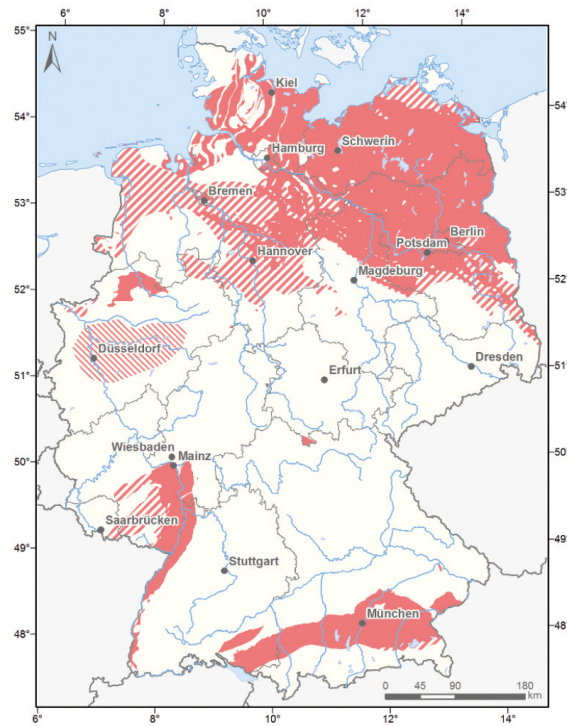 6° 8° 10° 12° 14°
55°
N
Kiel
54°
54°
Schwerin
Hamburg
Bremen
53°
53°
Berlin
Potsdam
Hannover
Magdeburg
52°
52°
Düsseldorf
Dresden
51°
51°
Erfurt
Wiesbaden
50°
Mainz
50°
Saarbrücken
49°
49°
Stuttgart
München
48°
48°
0 45 90 180
km
6° 8° 10° 12° 14°